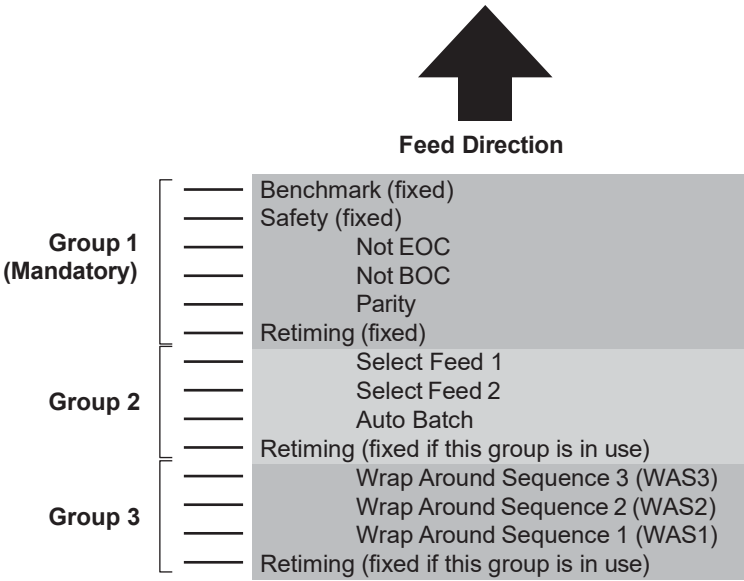 Feed Direction
Group 1
(Mandatory)
Benchmark (fixed)
Safety (fixed)
Not EOC
Not BOC
Parity
Retiming (fixed)
Group 2
Select Feed 1
Select Feed 2
Auto Batch
Retiming (fixed if this group is in use)
Group 3
Wrap Around Sequence 3 (WAS3)
Wrap Around Sequence 2 (WAS2)
Wrap Around Sequence 1 (WAS1)
Retiming (fixed if this group is in use)